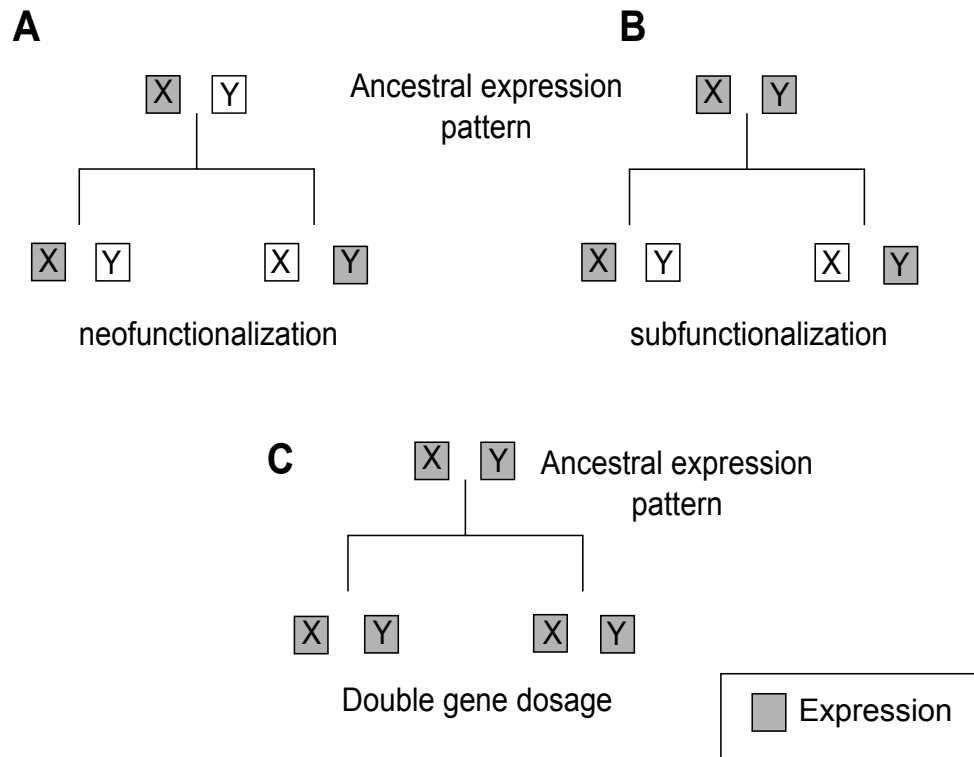 A
B
X Y
Ancestral expression
pattern
X Y
X Y
X Y
X Y
X Y
neofunctionalization
subfunctionalization
C
X Y
Ancestral expression
pattern
X Y
X Y
Double gene dosage
Expression